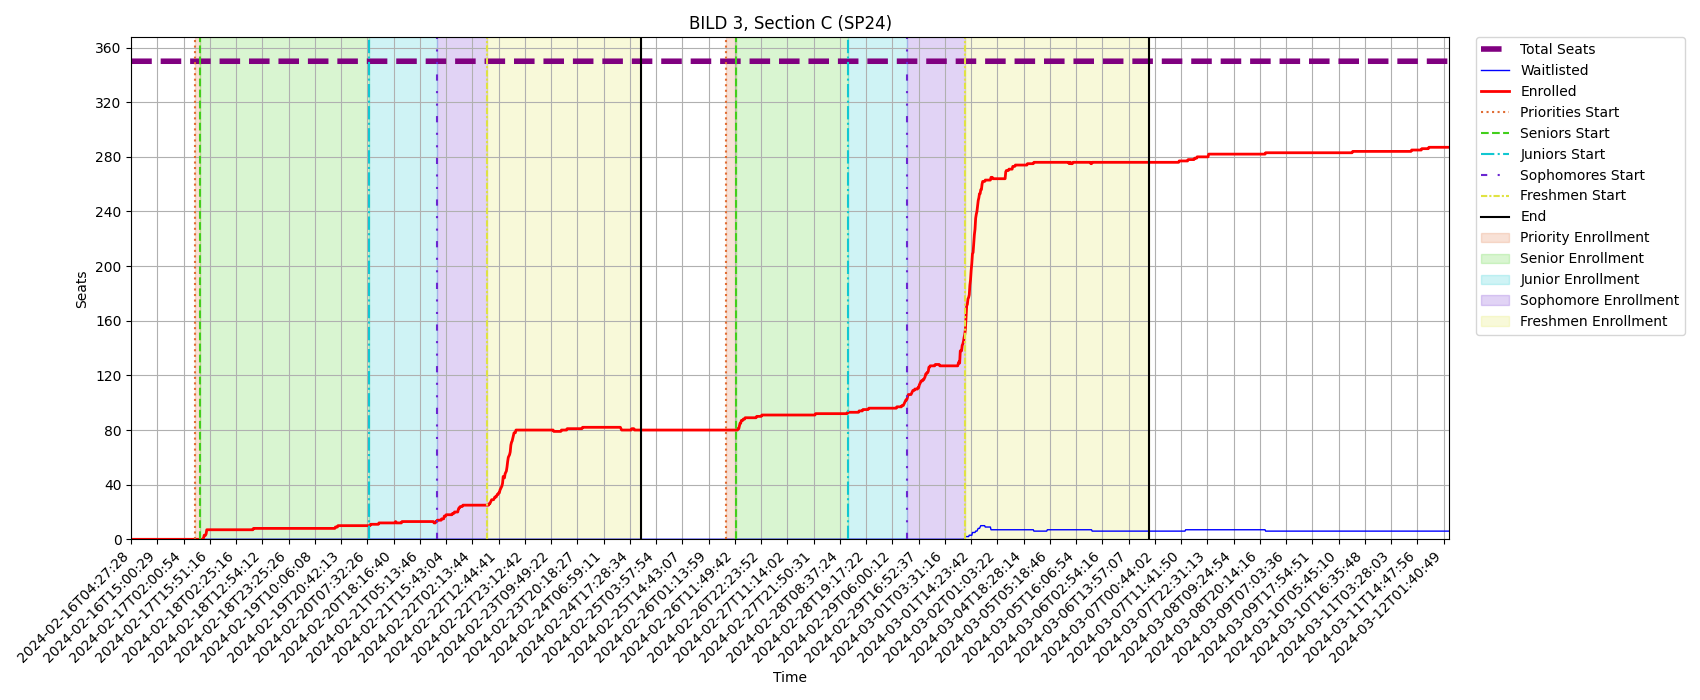 BILD 3, Section C (SP24)
360
320
280
240
200
160
120
80
40
0
Seats
2024-02-16T04:27:28
2024-02-16T15:00:29
2024-02-17T02:00:54
2024-02-17T15:51:16
2024-02-18T02:25:16
2024-02-18T12:54:12
2024-02-18T23:25:26
2024-02-19T10:06:08
2024-02-19T20:42:13
2024-02-20T07:32:26
2024-02-20T18:16:40
2024-02-21T05:13:46
2024-02-21T15:43:04
2024-02-22T02:13:44
2024-02-22T12:44:41
2024-02-22T23:12:42
2024-02-23T09:49:22
2024-02-23T20:18:27
2024-02-24T06:59:11
2024-02-24T17:28:34
2024-02-25T03:57:54
2024-02-25T14:43:07
2024-02-26T01:13:59
2024-02-26T11:49:42
2024-02-26T22:23:52
2024-02-27T11:14:02
2024-02-27T21:50:31
2024-02-28T08:37:24
2024-02-28T19:17:22
2024-02-29T06:00:12
2024-02-29T16:52:37
2024-03-01T03:31:16
2024-03-01T14:23:42
2024-03-02T01:03:22
2024-03-04T18:28:14
2024-03-05T05:18:46
2024-03-05T16:06:54
2024-03-06T02:54:16
2024-03-06T13:57:07
2024-03-07T00:44:02
2024-03-07T11:41:50
2024-03-07T22:31:13
2024-03-08T09:24:54
2024-03-08T20:14:16
2024-03-09T07:03:36
2024-03-09T17:54:51
2024-03-10T05:45:10
2024-03-10T16:35:48
2024-03-11T03:28:03
2024-03-11T14:47:56
2024-03-12T01:40:49
Time
Total Seats
Waitlisted
Enrolled
Priorities Start
Seniors Start
Juniors Start
Sophomores Start
Freshmen Start
End
Priority Enrollment
Senior Enrollment
Junior Enrollment
Sophomore Enrollment
Freshmen Enrollment